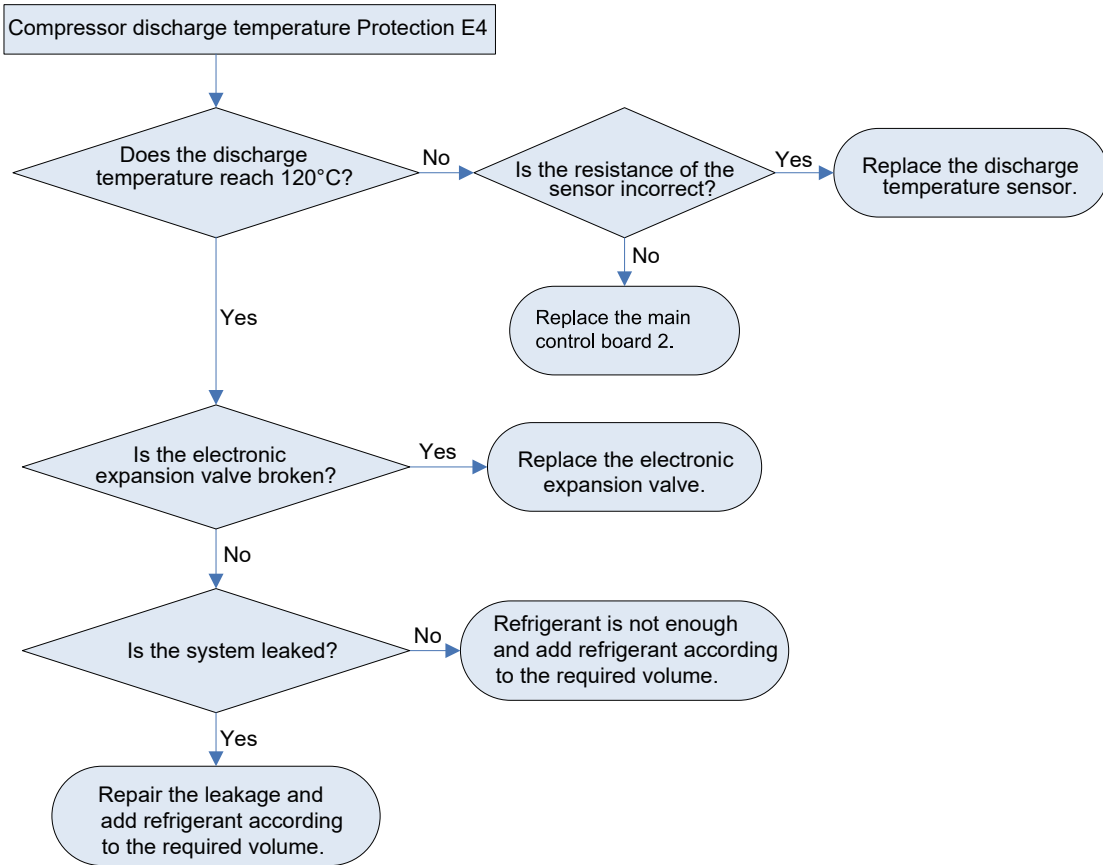 Compressor discharge temperature Protection E4
Does the discharge
temperature reach 120°C?
No
Is the resistance of the
sensor incorrect?
Yes
Replace the discharge
temperature sensor.
No
Replace the main
control board 2.
Yes
Is the electronic
expansion valve broken?
Yes
Replace the electronic
expansion valve.
No
Is the system leaked?
No
Refrigerant is not enough
and add refrigerant according
to the required volume.
Yes
Repair the leakage and
add refrigerant according
to the required volume.